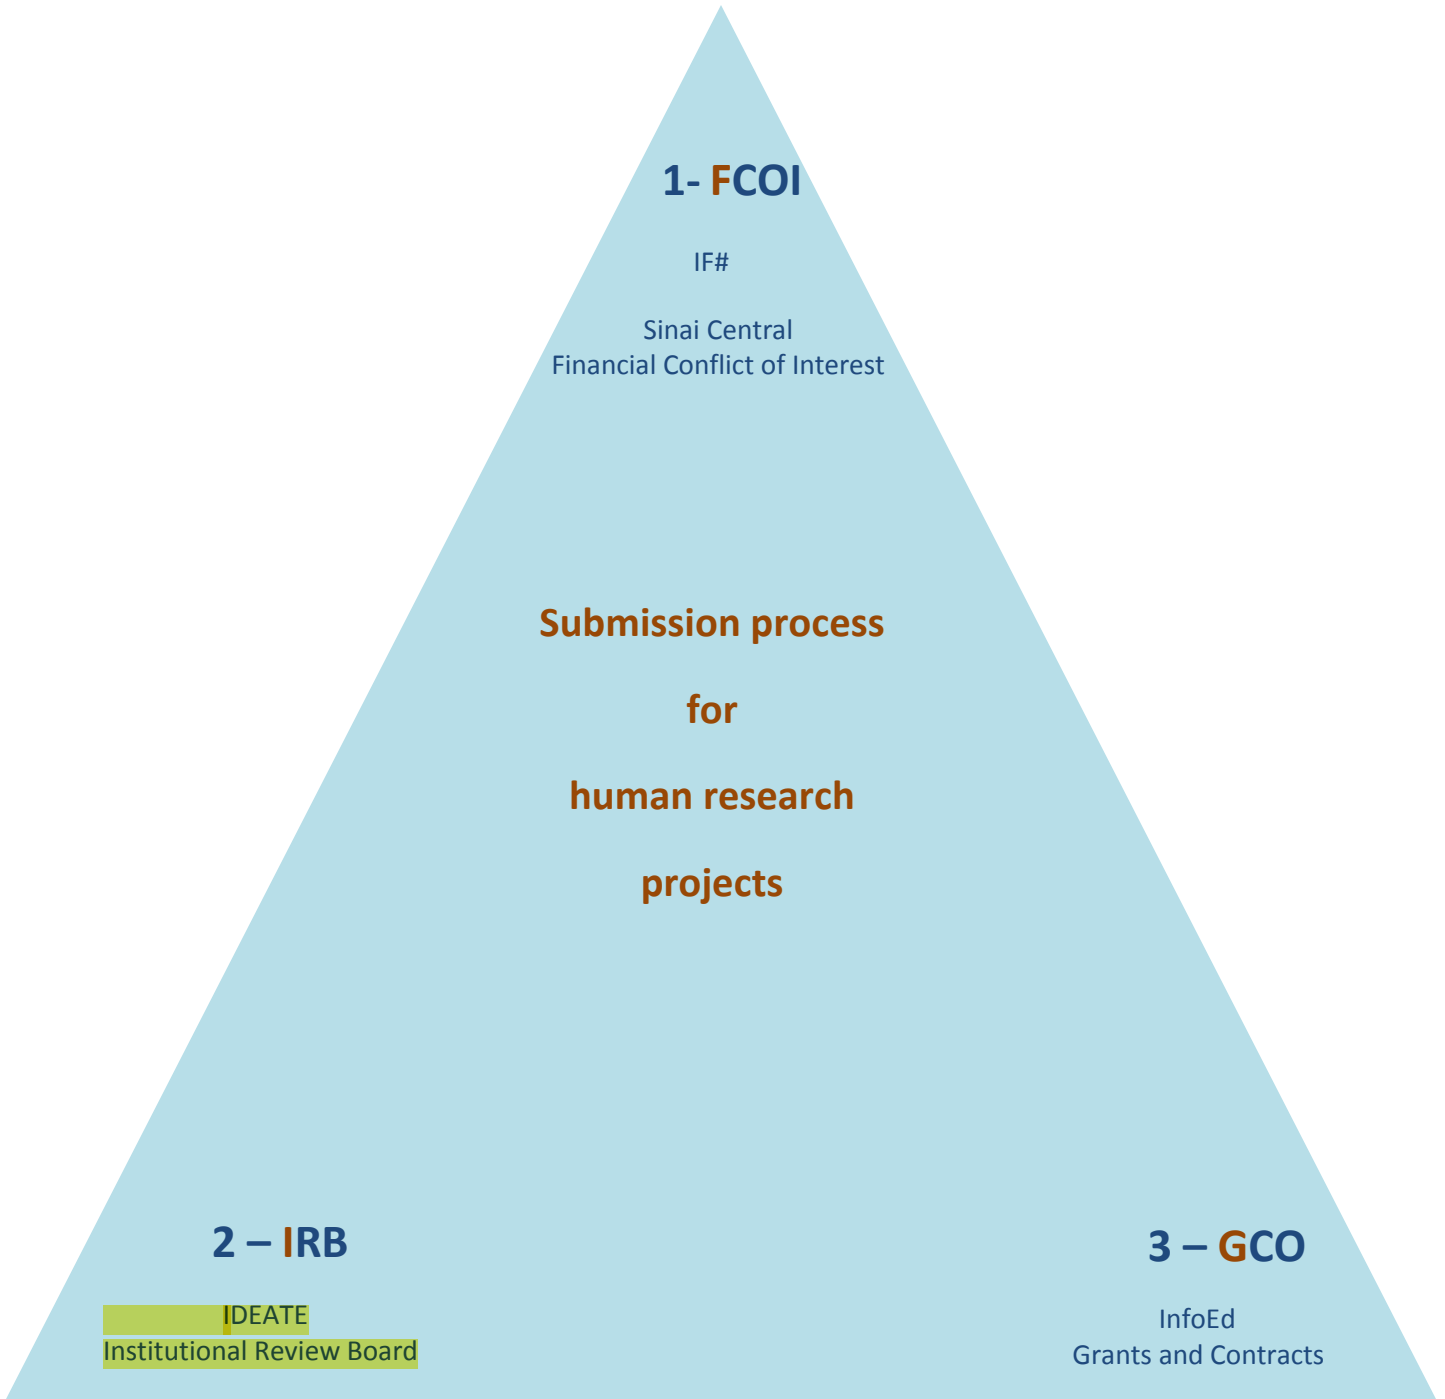 1- FCOI
IF#
Sinai Central
Financial Conflict of Interest
Submission process
for
human research
projects
2 – IRB
IDEATE
Institutional Review Board
3 – GCO
InfoEd
Grants and Contracts